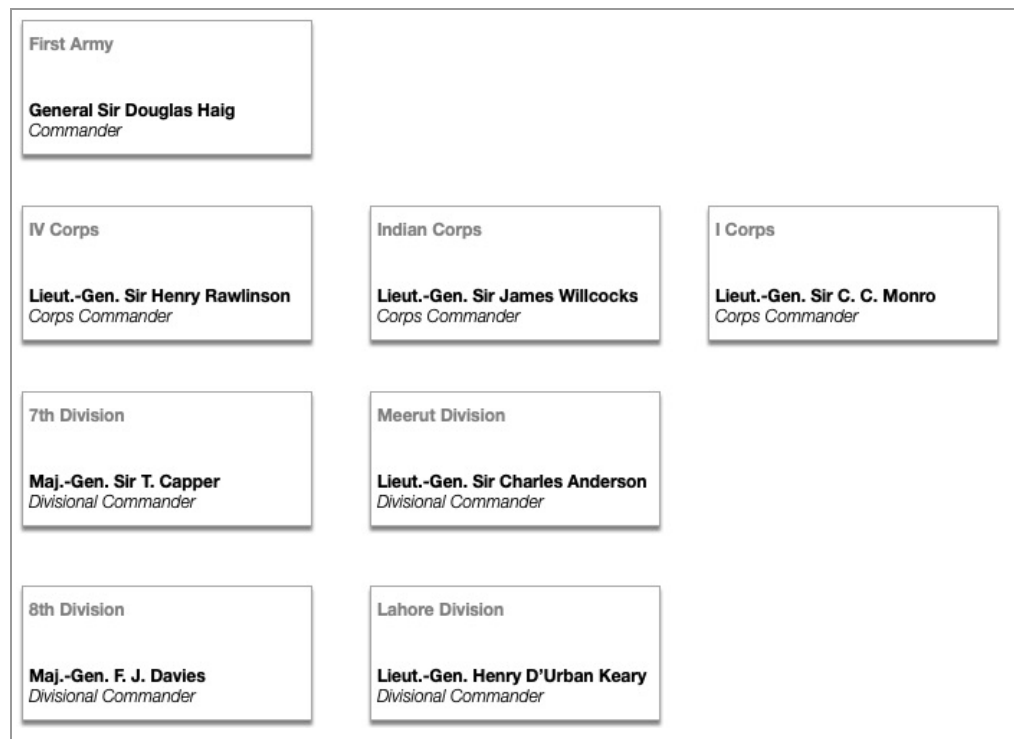 First Army
General Sir Douglas Haig
Commander
IV Corps
Lieut.-Gen. Sir Henry Rawlinson
Corps Commander
Indian Corps
Lieut.-Gen. Sir James Willcocks
Corps Commander
I Corps
Lieut.-Gen. Sir C. C. Monro
Corps Commander
7th Division
Maj.-Gen. Sir T. Capper
Divisional Commander
Meerut Division
Lieut.-Gen. Sir Charles Anderson
Divisional Commander
8th Division
Maj.-Gen. F. J. Davies
Divisional Commander
Lahore Division
Lieut.-Gen. Henry D’Urban Keary
Divisional Commander